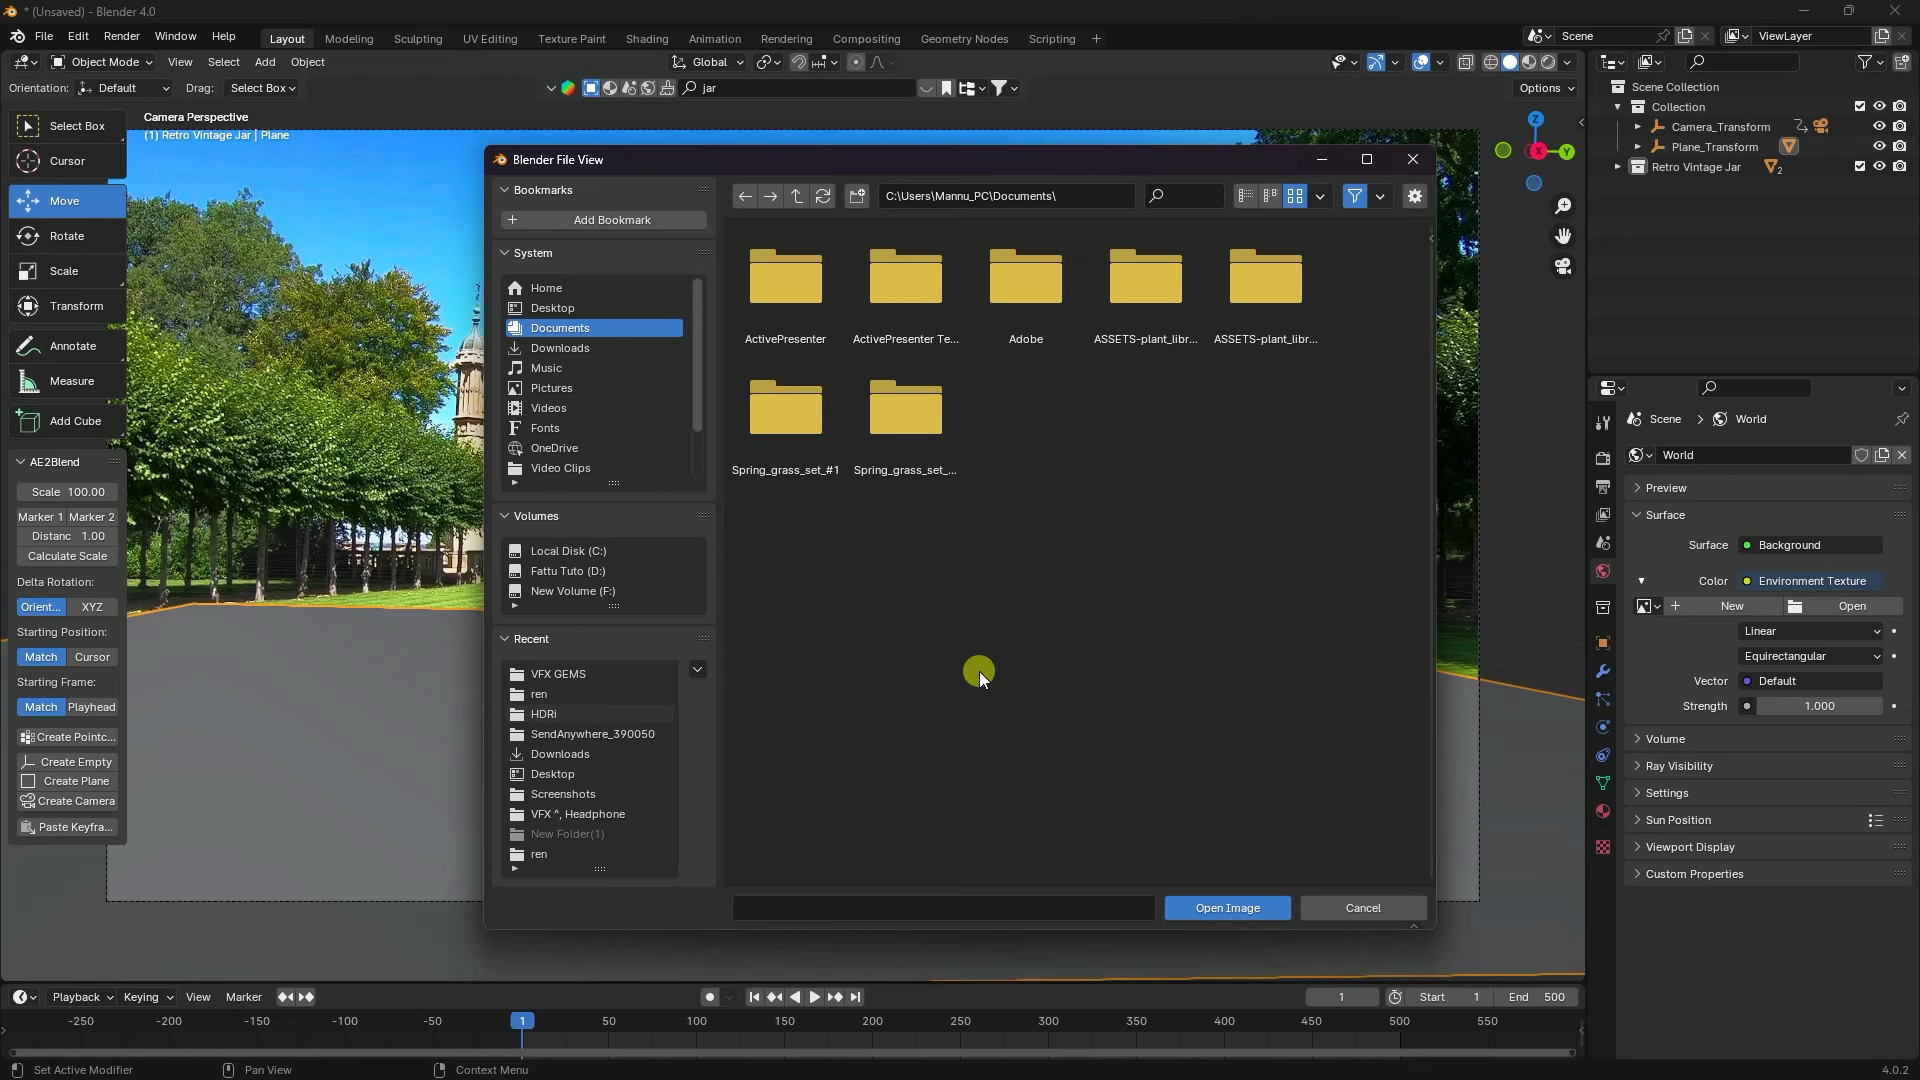 * (Unsaved) - Blender 4.0
File Edit Render Window Help Layout Modeling Sculpting UV Editing Texture Paint Shading Animation Rendering Compositing Geometry Nodes Scripting + Scene ViewLayer
Object Mode View Select Add Object Global
Orientation: Default Drag: Select Box jar Options
Camera Perspective
(1) Retro Vintage Jar | Plane
Select Box
Cursor
Move
Rotate
Scale
Transform
Annotate
Measure
Add Cube
AE2Blend
Scale 100.00
Marker 1 Marker 2
Distanc 1.00
Calculate Scale
Delta Rotation:
Orient... XYZ
Starting Position:
Match Cursor
Starting Frame:
Match Playhead
Create Pointc...
Create Empty
Create Plane
Create Camera
Paste Keyfra...
Blender File View
Bookmarks
Add Bookmark
System
Home
Desktop
Documents
Downloads
Music
Pictures
Videos
Fonts
OneDrive
Video Clips
Volumes
Local Disk (C:)
Fattu Tuto (D:)
New Volume (F:)
Recent
VFX GEMS
ren
HDRi
SendAnywhere_390050
Downloads
Desktop
Screenshots
VFX ^, Headphone
New Folder(1)
ren
C:\Users\Mannu_PC\Documents\
ActivePresenter ActivePresenter Te... Adobe ASSETS-plant_libr... ASSETS-plant_libr...
Spring_grass_set_#1 Spring_grass_set_...
Open Image Cancel
Z
X
Y
Scene Collection
Collection
Camera_Transform
Plane_Transform
Retro Vintage Jar 2
Scene > World
World
Preview
Surface
Surface Background
Color Environment Texture
New Open
Linear
Equirectangular
Vector Default
Strength 1.000
Volume
Ray Visibility
Settings
Sun Position
Viewport Display
Custom Properties
Playback Keying View Marker 1 Start 1 End 500
-250 -200 -150 -100 -50 1 50 100 150 200 250 300 350 400 450 500 550
Set Active Modifier Pan View Context Menu 4.0.2